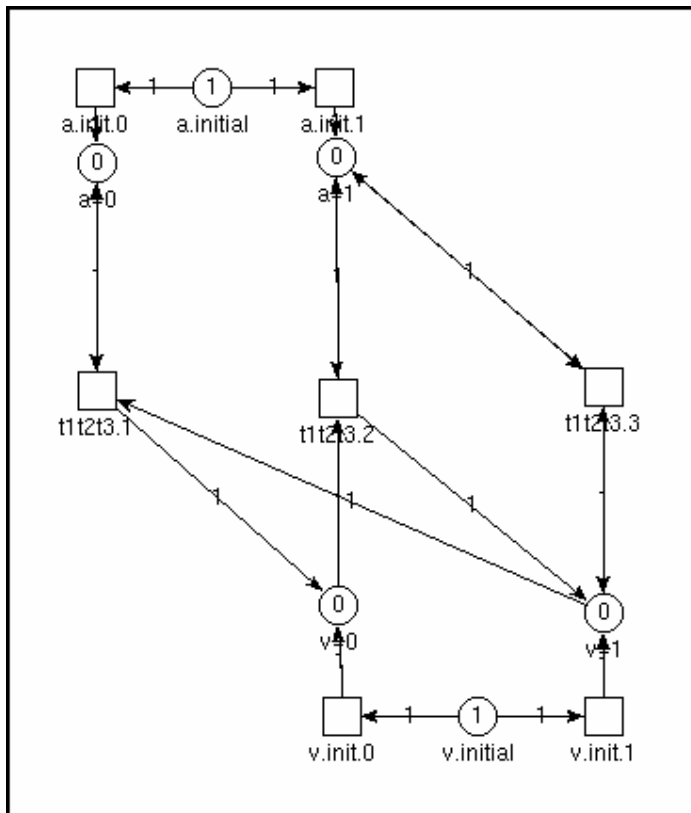 1 1 1
a.init.0 a.initial a.init.1
0 0
a=0 a=1
1 1 1
t1t2t3.1 t1t2t3.2 t1t2t3.3
1 1 1
0 0
v=0 v=1
1 1 1
v.init.0 v.initial v.init.1